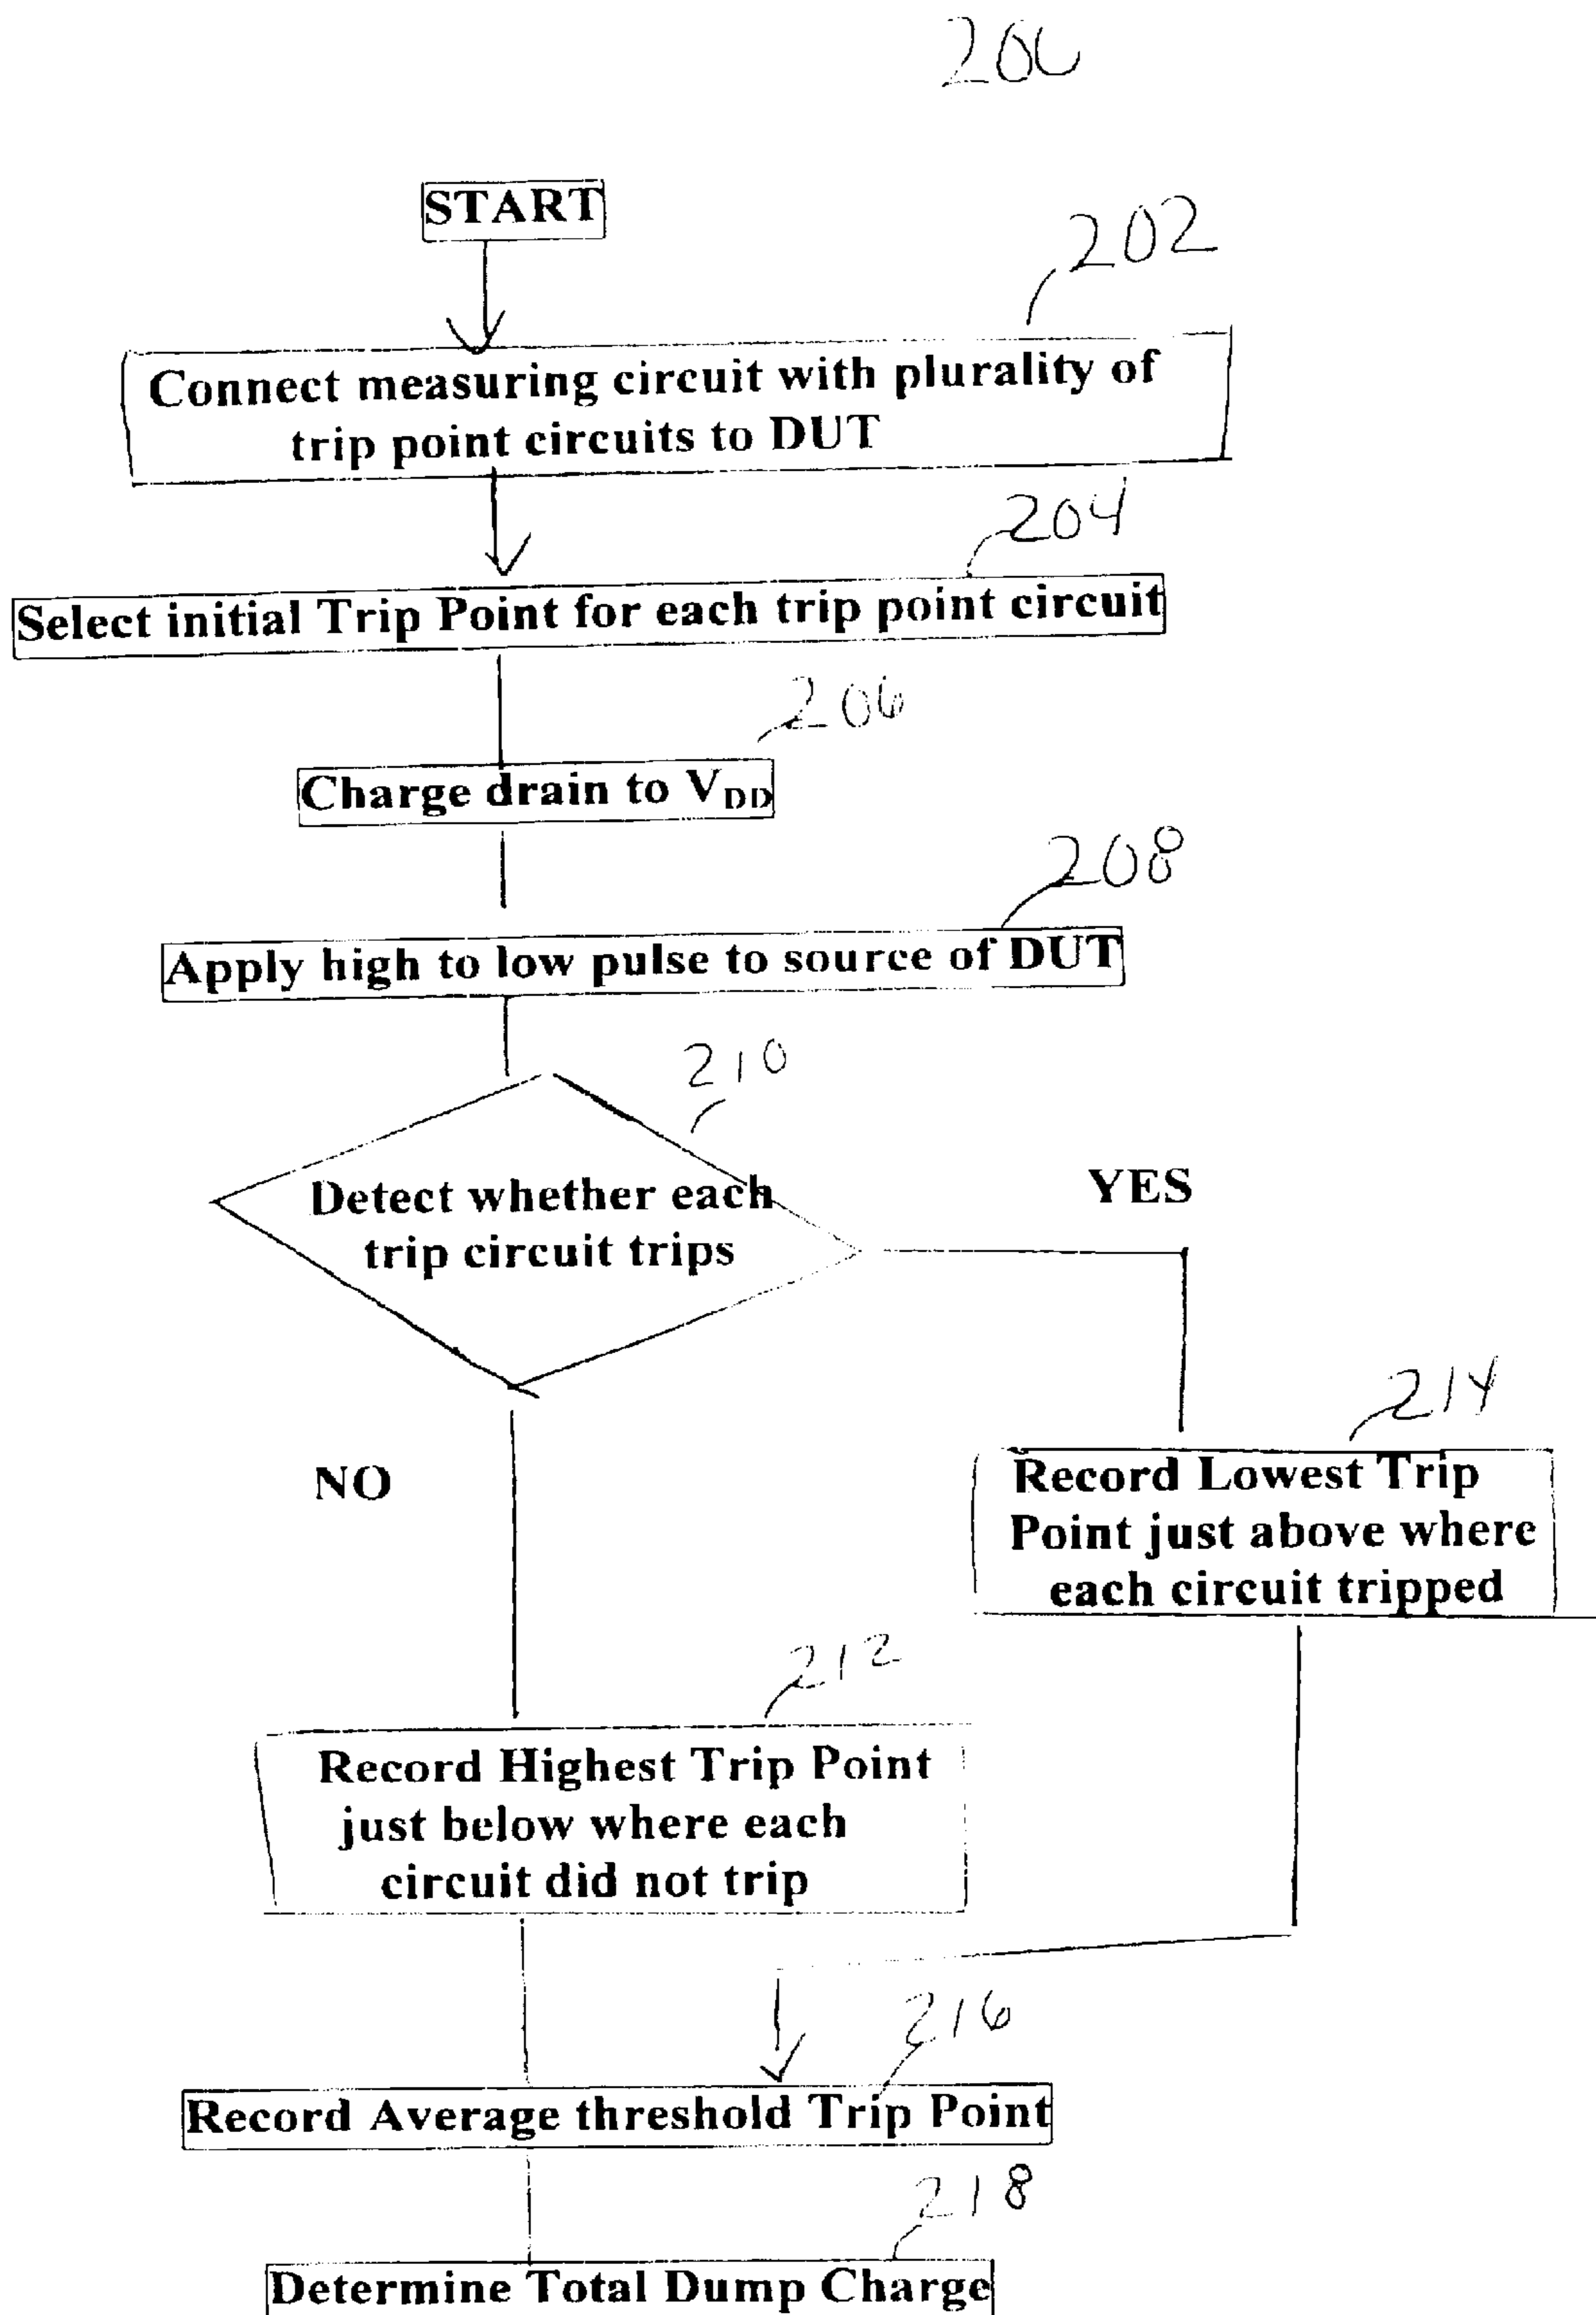 200
START
202
Connect measuring circuit with plurality of
trip point circuits to DUT
204
Select initial Trip Point for each trip point circuit
206
Charge drain to VDD
208
Apply high to low pulse to source of DUT
210
Detect whether each
trip circuit trips
YES
NO
214
Record Lowest Trip
Point just above where
each circuit tripped
212
Record Highest Trip Point
just below where each
circuit did not trip
216
Record Average threshold Trip Point
218
Determine Total Dump Charge